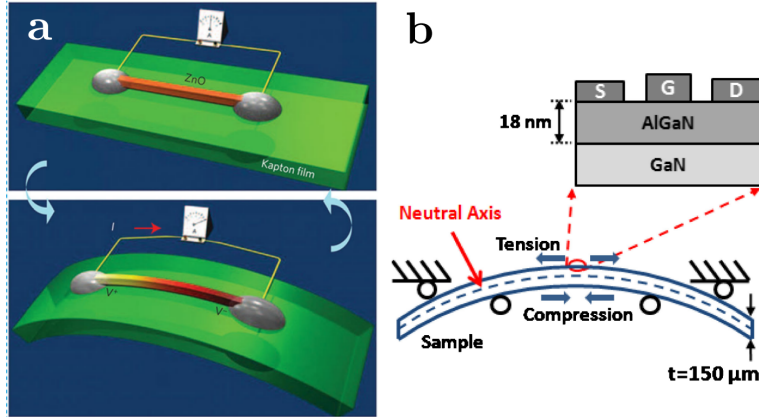 a
A
ZnO
Kapton film
I
A
V+
V-
b
S
G
D
18 nm
AlGaN
GaN
Neutral Axis
Tension
Compression
Sample
t=150 μm